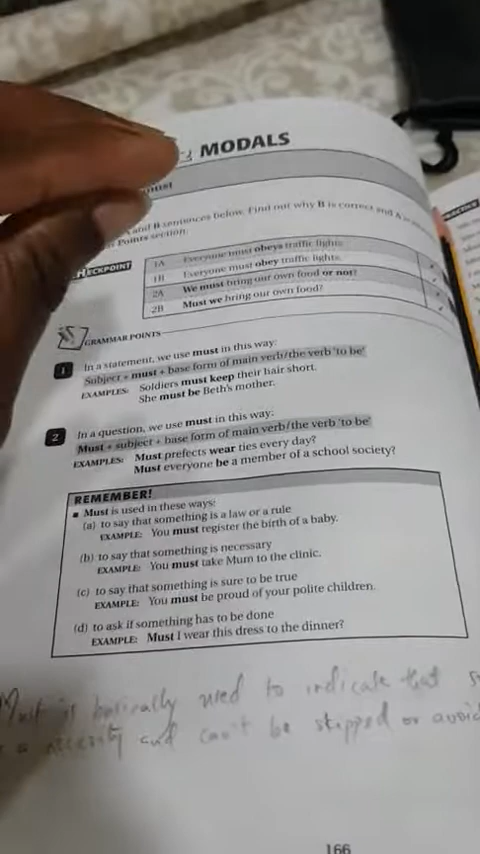 MODALS
must
and B sentences below. Find out why B is correct and A is
Points section.
CHECKPOINT
1A Everyone must obeys traffic lights.
1B Everyone must obey traffic lights.
2A We must bring our own food or not?
2B Must we bring our own food?
GRAMMAR POINTS
1 In a statement, we use must in this way:
Subject + must + base form of main verb/the verb 'to be'
EXAMPLES: Soldiers must keep their hair short.
She must be Beth's mother.
2 In a question, we use must in this way:
Must + subject + base form of main verb/the verb 'to be'
EXAMPLES: Must prefects wear ties every day?
Must everyone be a member of a school society?
REMEMBER!
▪ Must is used in these ways:
(a) to say that something is a law or a rule
EXAMPLE: You must register the birth of a baby.
(b) to say that something is necessary
EXAMPLE: You must take Mum to the clinic.
(c) to say that something is sure to be true
EXAMPLE: You must be proud of your polite children.
(d) to ask if something has to be done
EXAMPLE: Must I wear this dress to the dinner?
Must is basically used to indicate that
a necesity and can't be skipped or avoid
166
PRACTICE